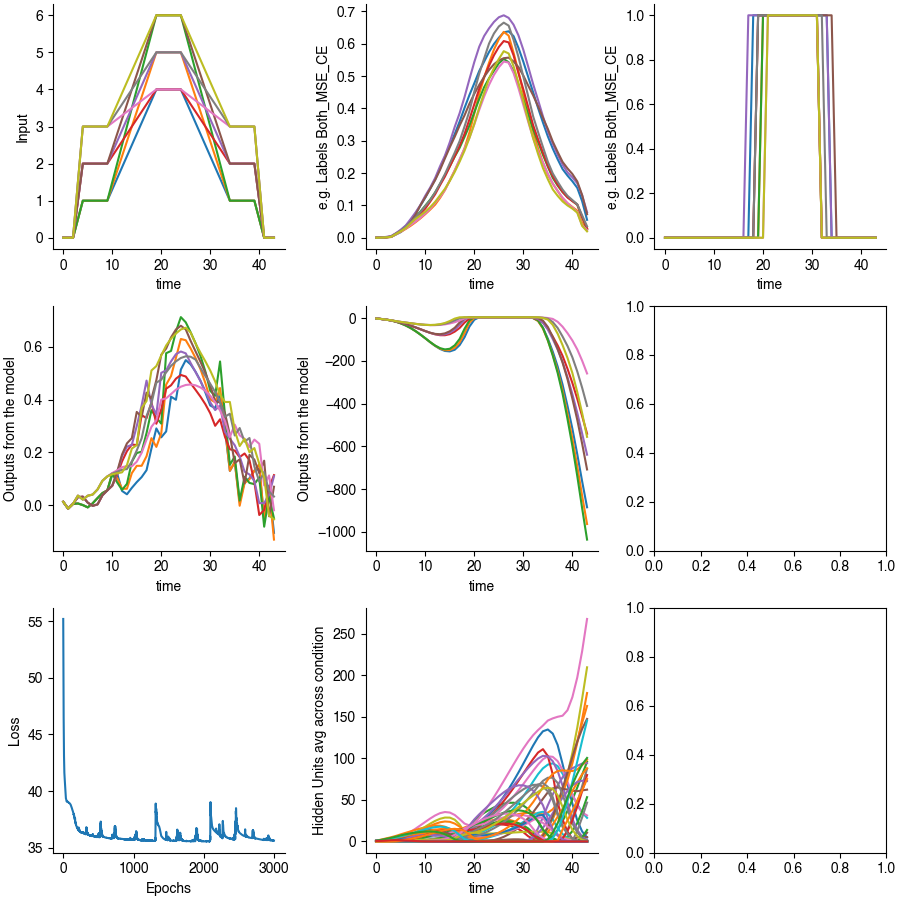 6
5
4
3
2
1
0
Input
0 10 20 30 40
time
0.7
0.6
0.5
0.4
0.3
0.2
0.1
0.0
e.g. Labels Both_MSE_CE
0 10 20 30 40
time
1.0
0.8
0.6
0.4
0.2
0.0
e.g. Labels Both_MSE_CE
0 10 20 30 40
time
0.6
0.4
0.2
0.0
Outputs from the model
0 10 20 30 40
time
0
−200
−400
−600
−800
−1000
Outputs from the model
0 10 20 30 40
time
1.0
0.8
0.6
0.4
0.2
0.0
0.0 0.2 0.4 0.6 0.8 1.0
55
50
45
40
35
Loss
0 1000 2000 3000
Epochs
250
200
150
100
50
0
Hidden Units avg across condition
0 10 20 30 40
time
1.0
0.8
0.6
0.4
0.2
0.0
0.0 0.2 0.4 0.6 0.8 1.0